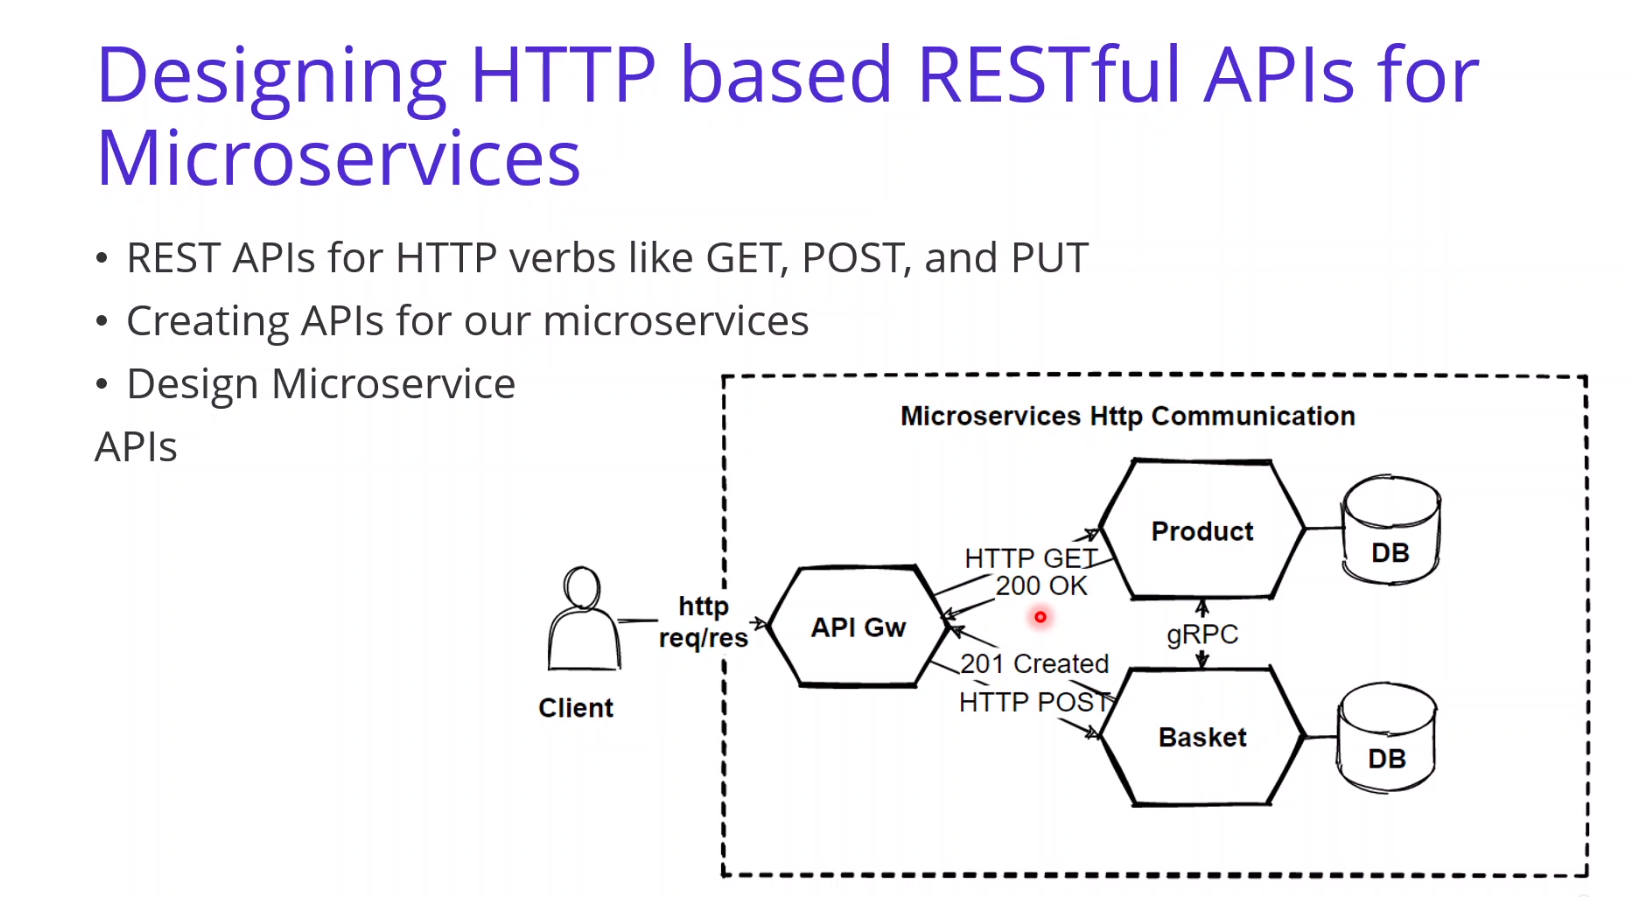 Designing HTTP based RESTful APIs for
Microservices
• REST APIs for HTTP verbs like GET, POST, and PUT
• Creating APIs for our microservices
• Design Microservice
APIs
Microservices Http Communication
Product
DB
HTTP GET
200 OK
http
req/res
API Gw
gRPC
201 Created
HTTP POST
Client
Basket
DB